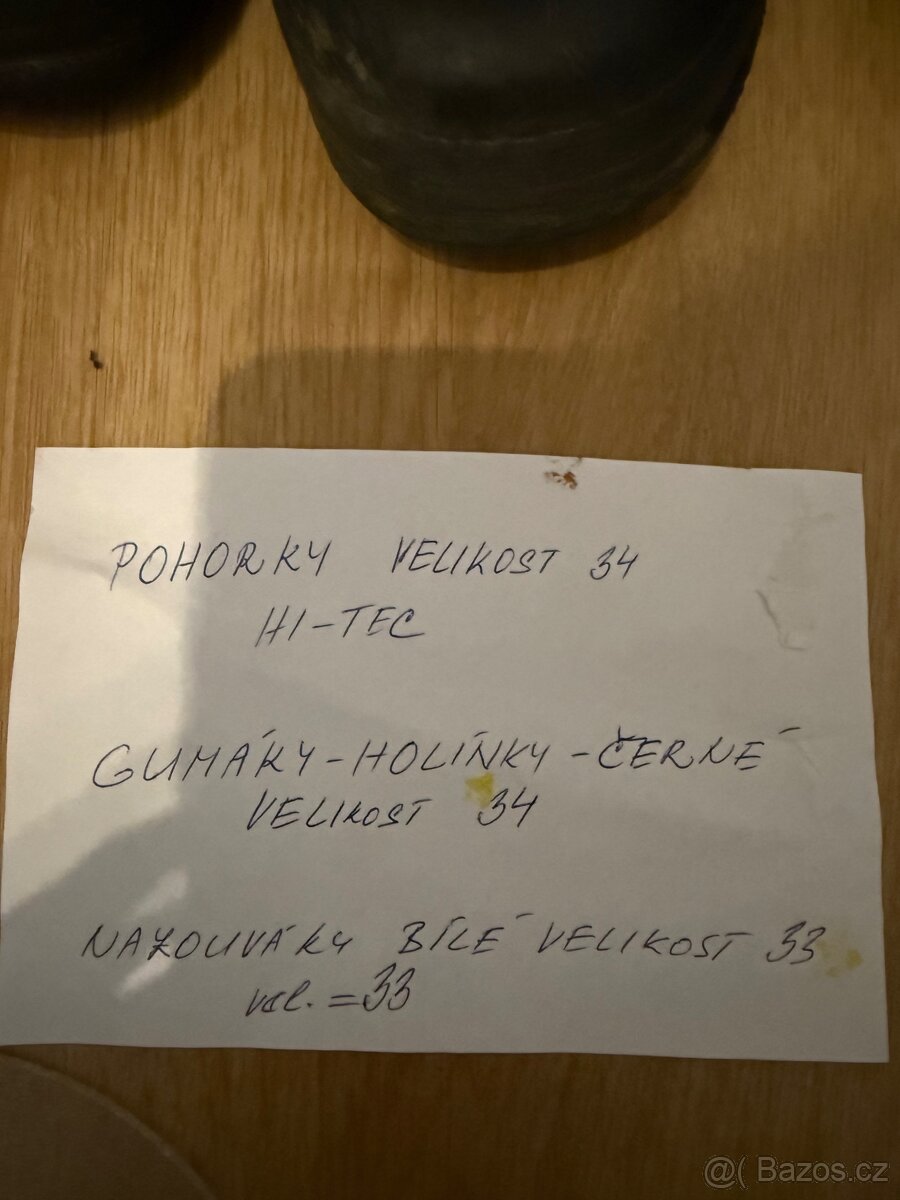 POHORKY VELIKOST 34
HI-TEC
GUMÁKY-HOLÍNKY-ČERNÉ
VELIKOST 34
NAZOUVÁKY BÍLÉ VELIKOST 33
vel. = 33
@( Bazos.cz